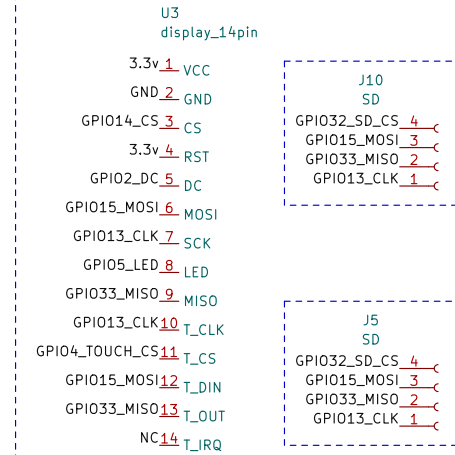 U3
display_14pin
3.3v 1 VCC
GND 2 GND
GPIO14_CS 3 CS
3.3v 4 RST
GPIO2_DC 5 DC
GPIO15_MOSI 6 MOSI
GPIO13_CLK 7 SCK
GPIO5_LED 8 LED
GPIO33_MISO 9 MISO
GPIO13_CLK 10 T_CLK
GPIO4_TOUCH_CS 11 T_CS
GPIO15_MOSI 12 T_DIN
GPIO33_MISO 13 T_OUT
NC 14 T_IRQ
J10
SD
GPIO32_SD_CS 4
GPIO15_MOSI 3
GPIO33_MISO 2
GPIO13_CLK 1
J5
SD
GPIO32_SD_CS 4
GPIO15_MOSI 3
GPIO33_MISO 2
GPIO13_CLK 1